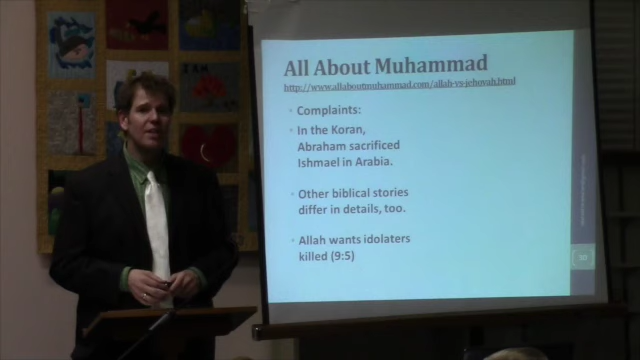 All About Muhammad
http://www.allaboutmuhammad.com/allah-vs-jehovah.html
• Complaints:
• In the Koran,
Abraham sacrificed
Ishmael in Arabia.
• Other biblical stories
differ in details, too.
• Allah wants idolaters
killed (9:5)